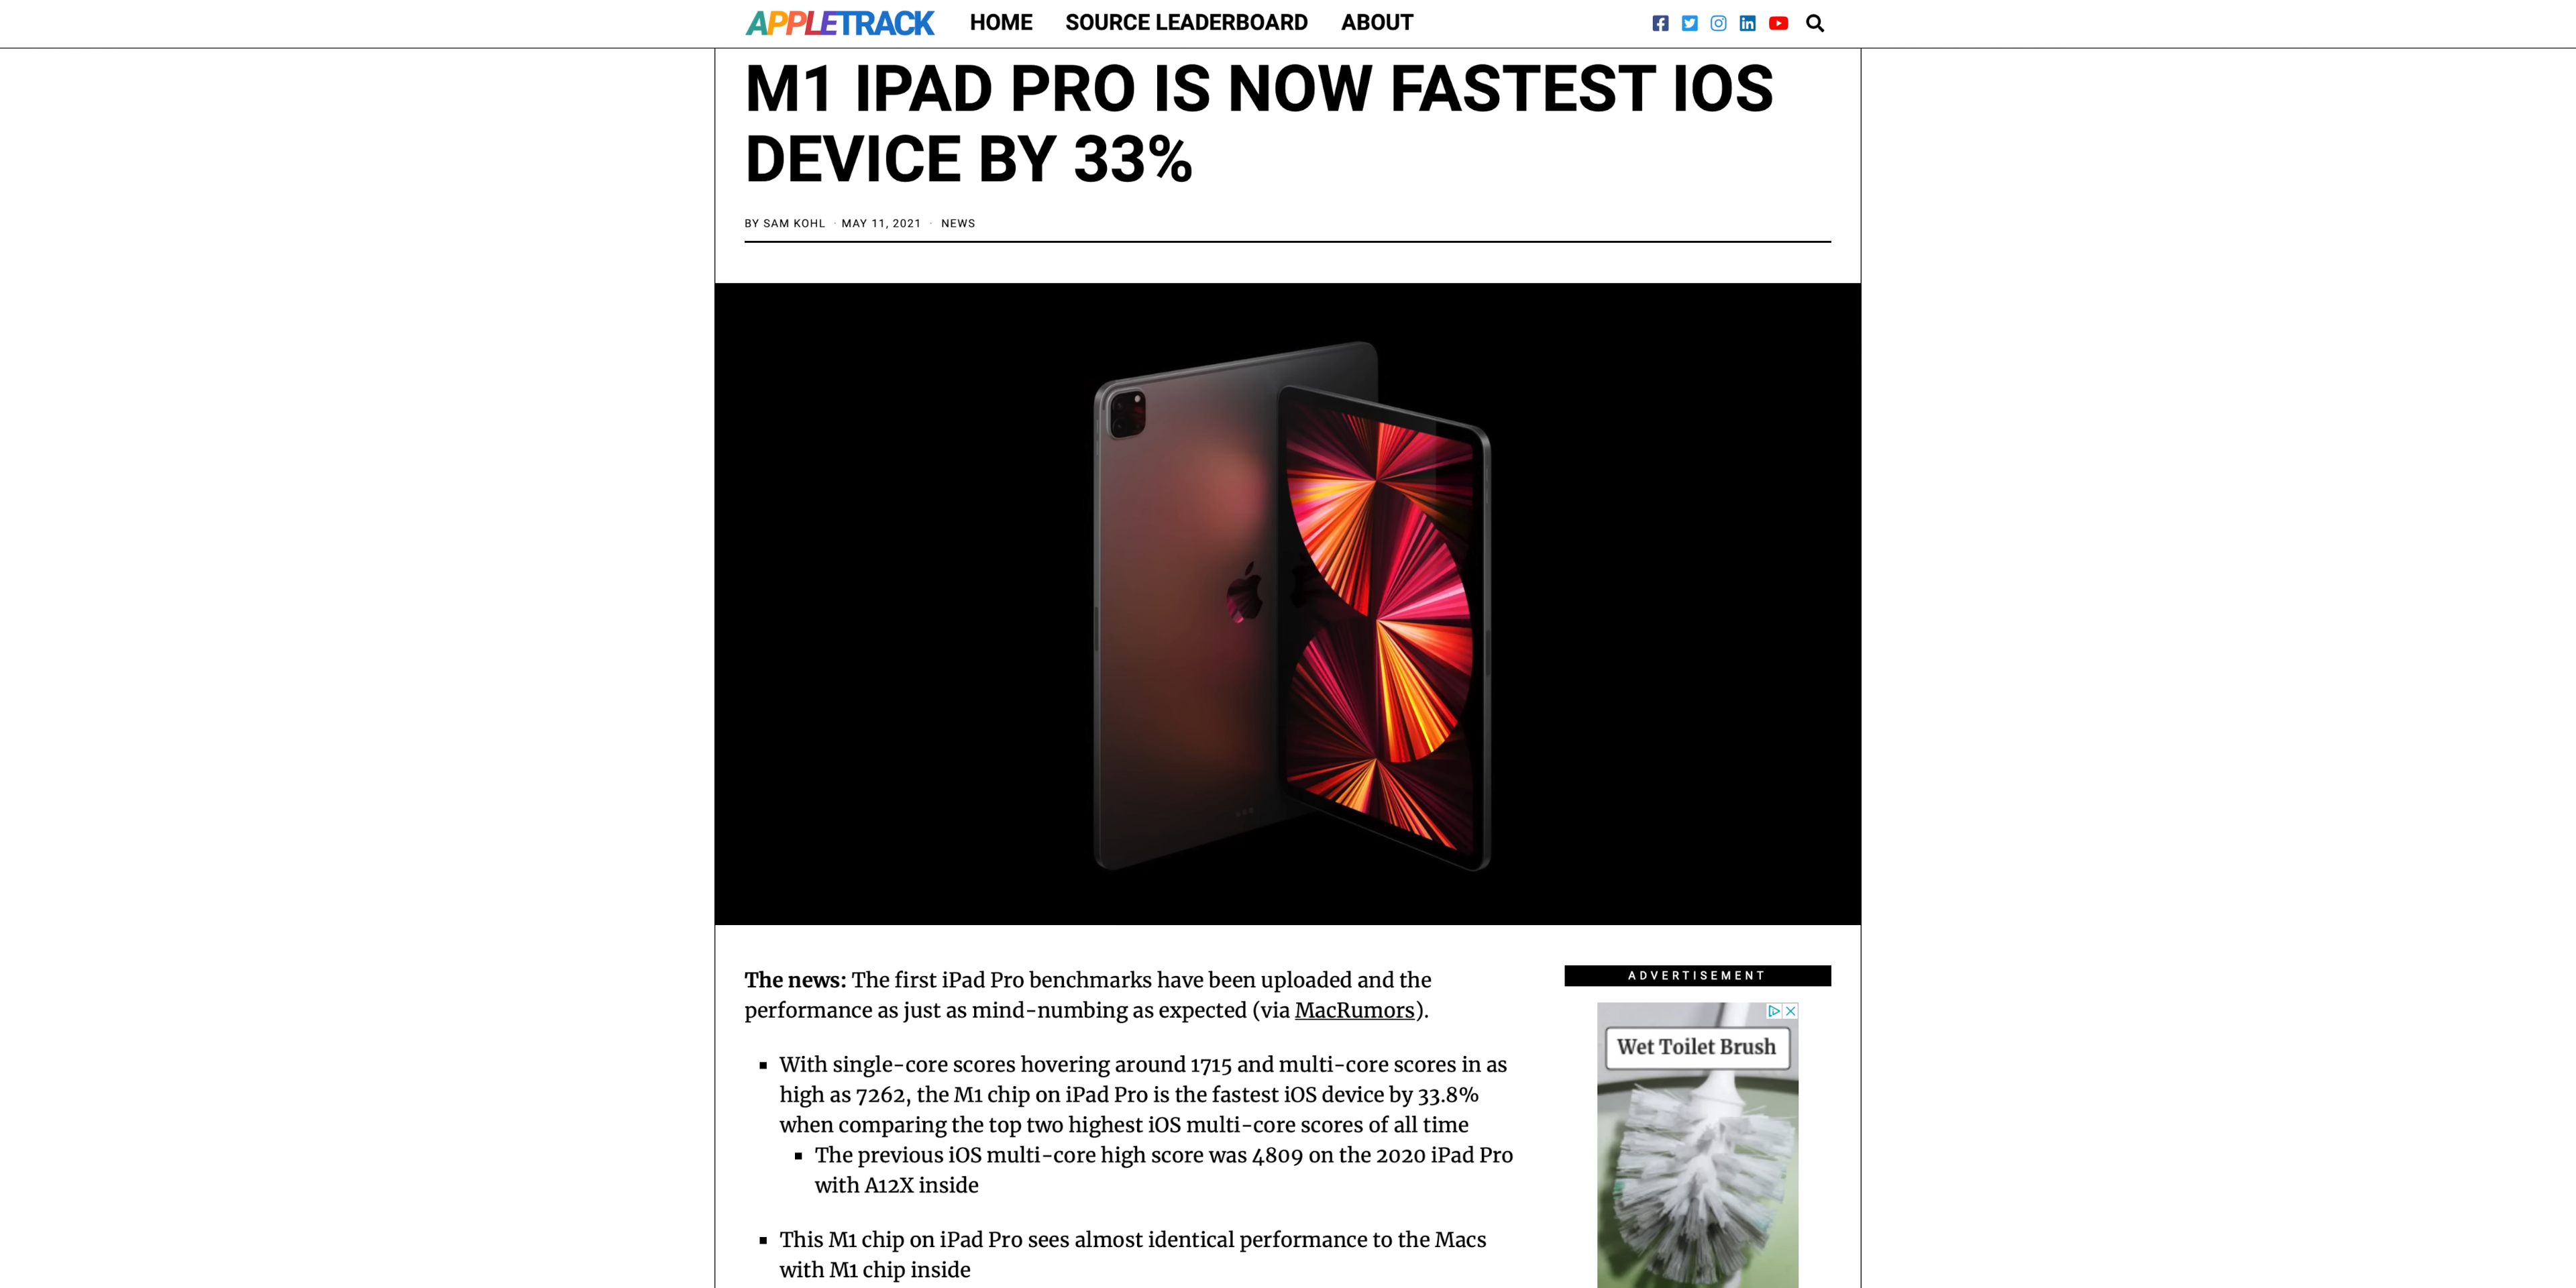 APPLETRACK HOME SOURCE LEADERBOARD ABOUT
M1 IPAD PRO IS NOW FASTEST IOS
DEVICE BY 33%
BY SAM KOHL · MAY 11, 2021 · NEWS
The news: The first iPad Pro benchmarks have been uploaded and the
performance as just as mind-numbing as expected (via MacRumors).
▪ With single-core scores hovering around 1715 and multi-core scores in as
high as 7262, the M1 chip on iPad Pro is the fastest iOS device by 33.8%
when comparing the top two highest iOS multi-core scores of all time
▪ The previous iOS multi-core high score was 4809 on the 2020 iPad Pro
with A12X inside
▪ This M1 chip on iPad Pro sees almost identical performance to the Macs
with M1 chip inside
ADVERTISEMENT
Wet Toilet Brush